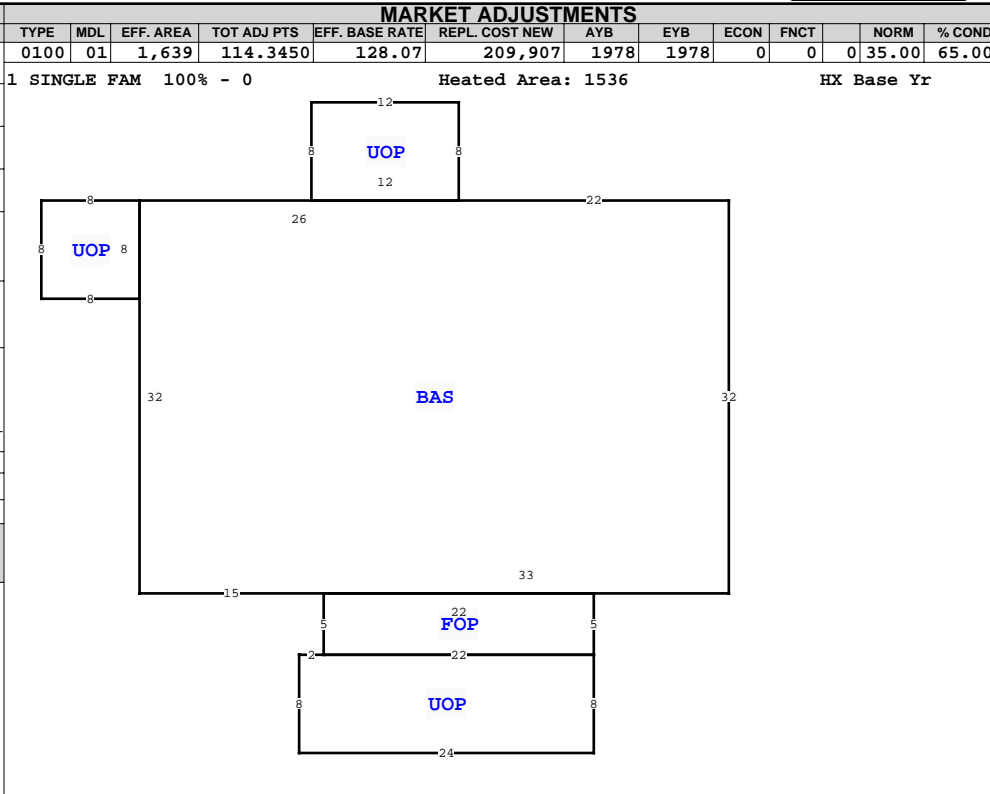 MARKET ADJUSTMENTS
TYPE MDL EFF. AREA TOT ADJ PTS EFF. BASE RATE REPL. COST NEW AYB EYB ECON FNCT NORM % COND
0100 01 1,639 114.3450 128.07 209,907 1978 1978 0 0 0 35.00 65.00
1 SINGLE FAM 100% - 0 Heated Area: 1536 HX Base Yr
12
8 UOP 8
12
8 22
26
8 UOP 8
8
32 BAS 32
33
15
22
5 FOP 5
2 22
8 UOP 8
24